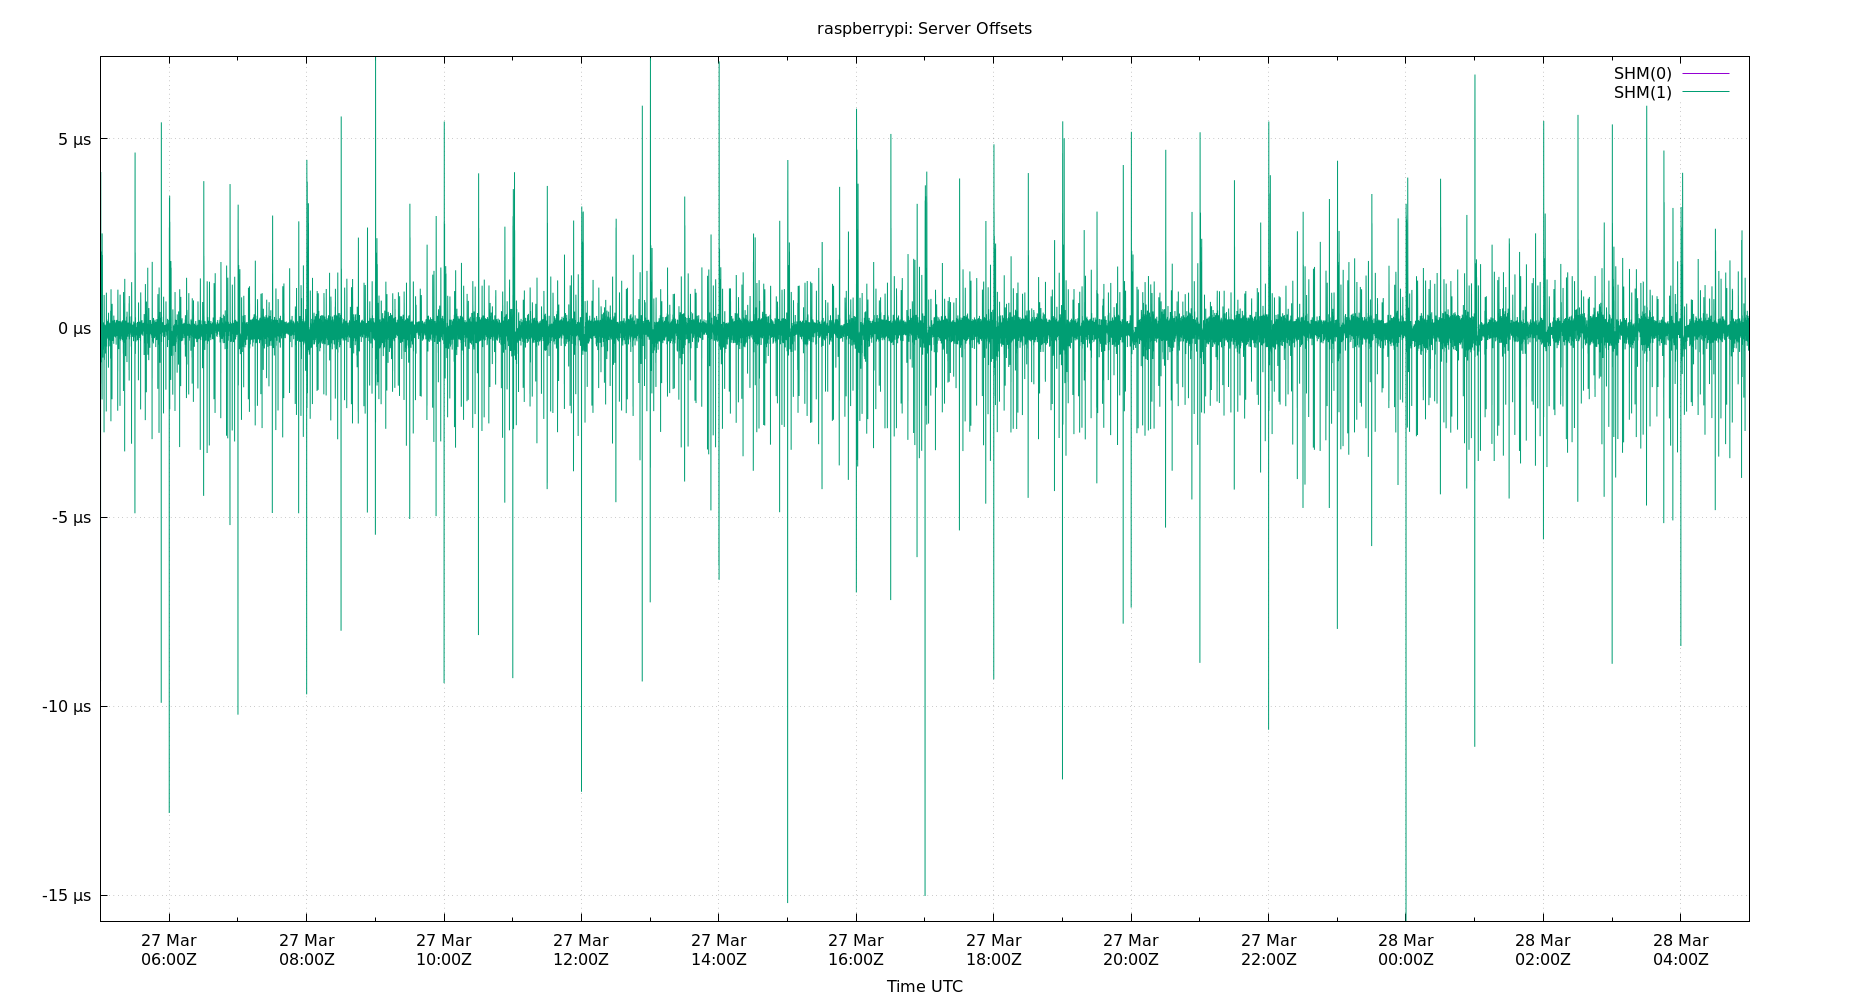 raspberrypi: Server Offsets
SHM(0)
SHM(1)
5 µs
0 µs
-5 µs
-10 µs
-15 µs
27 Mar 27 Mar 27 Mar 27 Mar 27 Mar 27 Mar 27 Mar 27 Mar 27 Mar 28 Mar 28 Mar 28 Mar
06:00Z 08:00Z 10:00Z 12:00Z 14:00Z 16:00Z 18:00Z 20:00Z 22:00Z 00:00Z 02:00Z 04:00Z
Time UTC